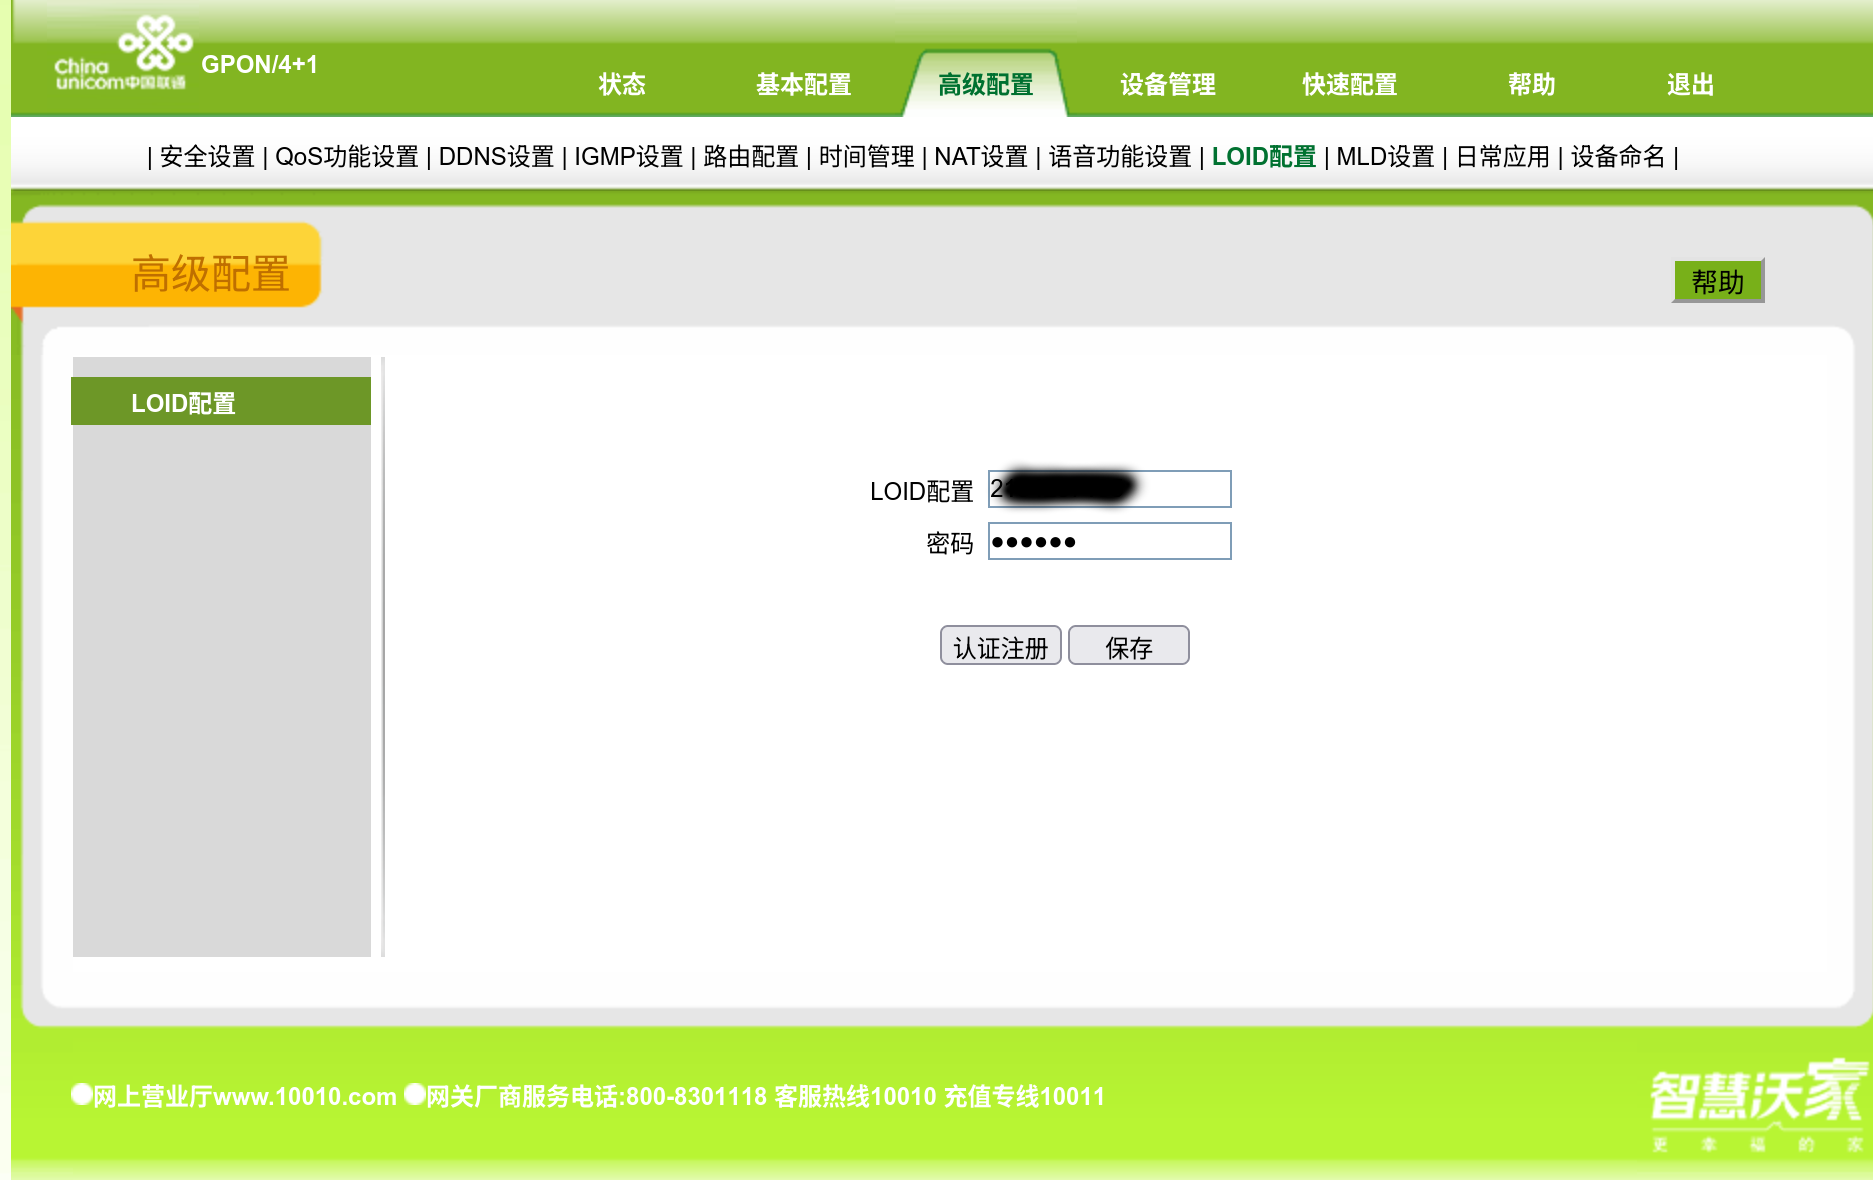 China
unicom中国联通
GPON/4+1
状态 基本配置 高级配置 设备管理 快速配置 帮助 退出
| 安全设置 | QoS功能设置 | DDNS设置 | IGMP设置 | 路由配置 | 时间管理 | NAT设置 | 语音功能设置 | LOID配置 | MLD设置 | 日常应用 | 设备命名 |
高级配置
帮助
LOID配置
LOID配置 2
密码 ●●●●●●
认证注册 保存
网上营业厅www.10010.com 网关厂商服务电话:800-8301118 客服热线10010 充值专线10011
智慧沃家
更幸福的家